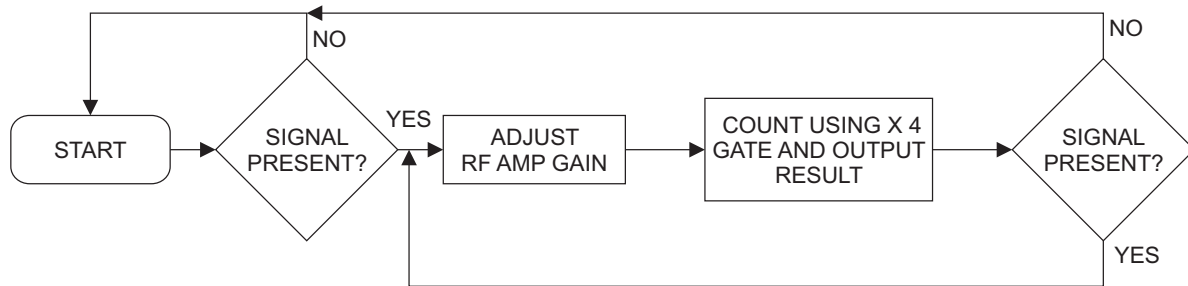 START
SIGNAL
PRESENT?
NO
YES
ADJUST
RF AMP GAIN
COUNT USING X 4
GATE AND OUTPUT
RESULT
SIGNAL
PRESENT?
NO
YES